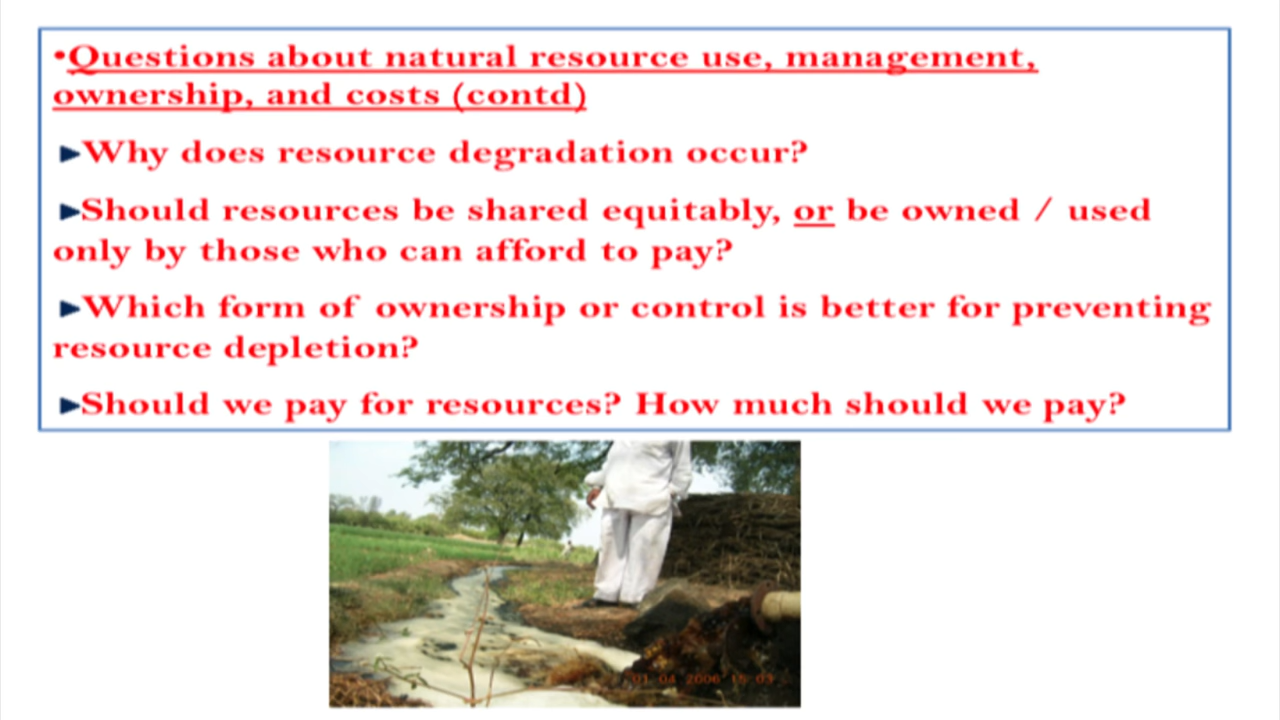 •Questions about natural resource use, management,
ownership, and costs (contd)
►Why does resource degradation occur?
►Should resources be shared equitably, or be owned / used
only by those who can afford to pay?
►Which form of ownership or control is better for preventing
resource depletion?
►Should we pay for resources? How much should we pay?
01 04 2006 15 03